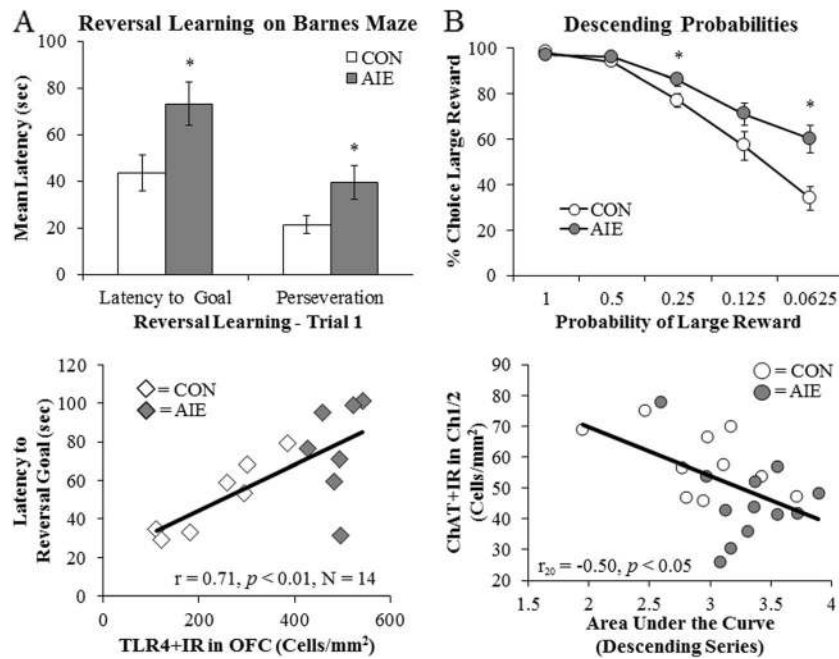 A
Reversal Learning on Barnes Maze
100
80
60
40
20
0
Mean Latency (sec)
CON
AIE
*
*
Latency to Goal
Perseveration
Reversal Learning - Trial 1
B
Descending Probabilities
100
80
60
40
20
0
% Choice Large Reward
*
*
CON
AIE
1 0.5 0.25 0.125 0.0625
Probability of Large Reward
120
100
80
60
40
20
0
Latency to
Reversal Goal (sec)
= CON
= AIE
r = 0.71, p < 0.01, N = 14
0 200 400 600
TLR4+IR in OFC (Cells/mm²)
90
80
70
60
50
40
30
20
ChAT+IR in Ch1/2
(Cells/mm²)
= CON
= AIE
r₂₀ = -0.50, p < 0.05
1.5 2 2.5 3 3.5 4
Area Under the Curve
(Descending Series)